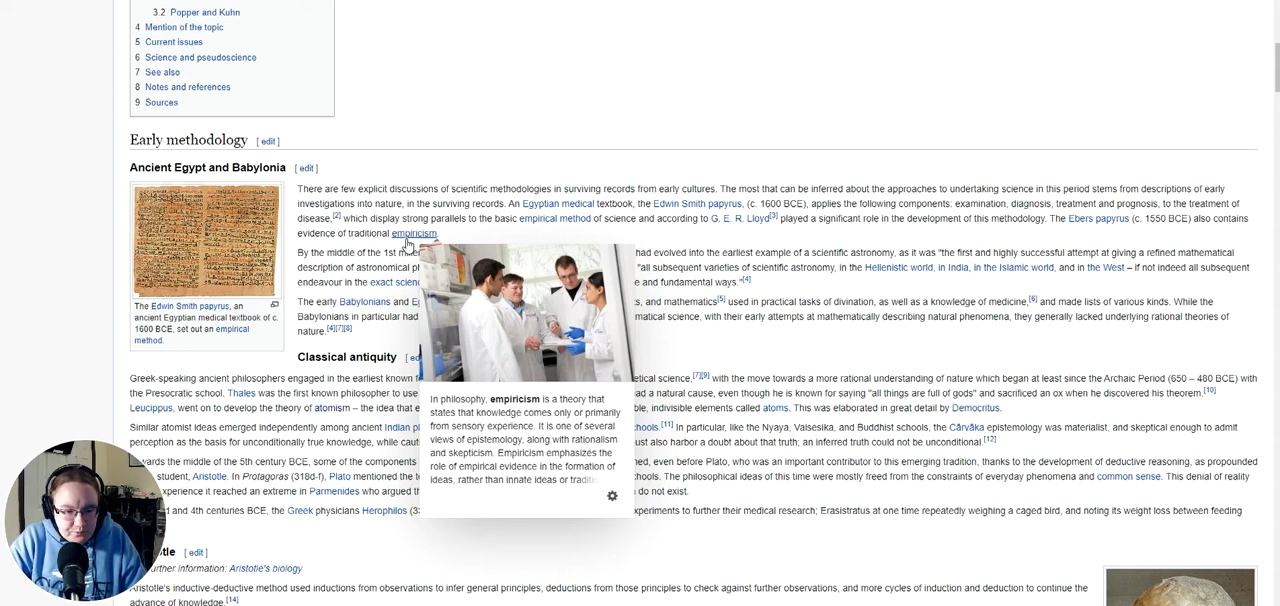 3.2 Popper and Kuhn
4 Mention of the topic
5 Current issues
6 Science and pseudoscience
7 See also
8 Notes and references
9 Sources
Early methodology [ edit ]
Ancient Egypt and Babylonia [ edit ]
The Edwin Smith papyrus, an
ancient Egyptian medical textbook of c.
1600 BCE, set out an empirical
method.
There are few explicit discussions of scientific methodologies in surviving records from early cultures. The most that can be inferred about the approaches to undertaking science in this period stems from descriptions of early
investigations into nature, in the surviving records. An Egyptian medical textbook, the Edwin Smith papyrus, (c. 1600 BCE), applies the following components: examination, diagnosis, treatment and prognosis, to the treatment of
disease,[2] which display strong parallels to the basic empirical method of science and according to G. E. R. Lloyd[3] played a significant role in the development of this methodology. The Ebers papyrus (c. 1550 BCE) also contains
evidence of traditional empiricism.
By the middle of the 1st had evolved into the earliest example of a scientific astronomy, as it was "the first and highly successful attempt at giving a refined mathematical
description of astronomical "all subsequent varieties of scientific astronomy, in the Hellenistic world, in India, in the Islamic world, and in the West – if not indeed all subsequent
endeavour in the exact e and fundamental ways."[4]
The early Babylonians and , and mathematics[5] used in practical tasks of divination, as well as a knowledge of medicine,[6] and made lists of various kinds. While the
Babylonians in particular had matical science, with their early attempts at mathematically describing natural phenomena, they generally lacked underlying rational theories of
nature.[4][7][8]
In philosophy, empiricism is a theory that
states that knowledge comes only or primarily
from sensory experience. It is one of several
views of epistemology, along with rationalism
and skepticism. Empiricism emphasizes the
role of empirical evidence in the formation of
ideas, rather than innate ideas or traditio
Classical antiquity [ ed
Greek-speaking ancient philosophers engaged in the earliest known etical science,[7][9] with the move towards a more rational understanding of nature which began at least since the Archaic Period (650 – 480 BCE) with
the Presocratic school. Thales was the first known philosopher to use ad a natural cause, even though he is known for saying "all things are full of gods" and sacrificed an ox when he discovered his theorem.[10]
Leucippus, went on to develop the theory of atomism – the idea that e ble, indivisible elements called atoms. This was elaborated in great detail by Democritus.
Similar atomist ideas emerged independently among ancient Indian chools.[11] In particular, like the Nyaya, Vaisesika, and Buddhist schools, the Cārvāka epistemology was materialist, and skeptical enough to admit
perception as the basis for unconditionally true knowledge, while ust also harbor a doubt about that truth; an inferred truth could not be unconditional.[12]
wards the middle of the 5th century BCE, some of the components ned, even before Plato, who was an important contributor to this emerging tradition, thanks to the development of deductive reasoning, as propounded
student, Aristotle. In Protagoras (318d-f), Plato mentioned the chools. The philosophical ideas of this time were mostly freed from the constraints of everyday phenomena and common sense. This denial of reality
xperience it reached an extreme in Parmenides who argued do not exist.
nd 4th centuries BCE, the Greek physicians Herophilos experiments to further their medical research; Erasistratus at one time repeatedly weighing a caged bird, and noting its weight loss between feeding
stotle [ edit ]
urther information: Aristotle's biology
Aristotle's inductive-deductive method used inductions from observations to infer general principles, deductions from those principles to check against further observations, and more cycles of induction and deduction to continue the
advance of knowledge.[14]